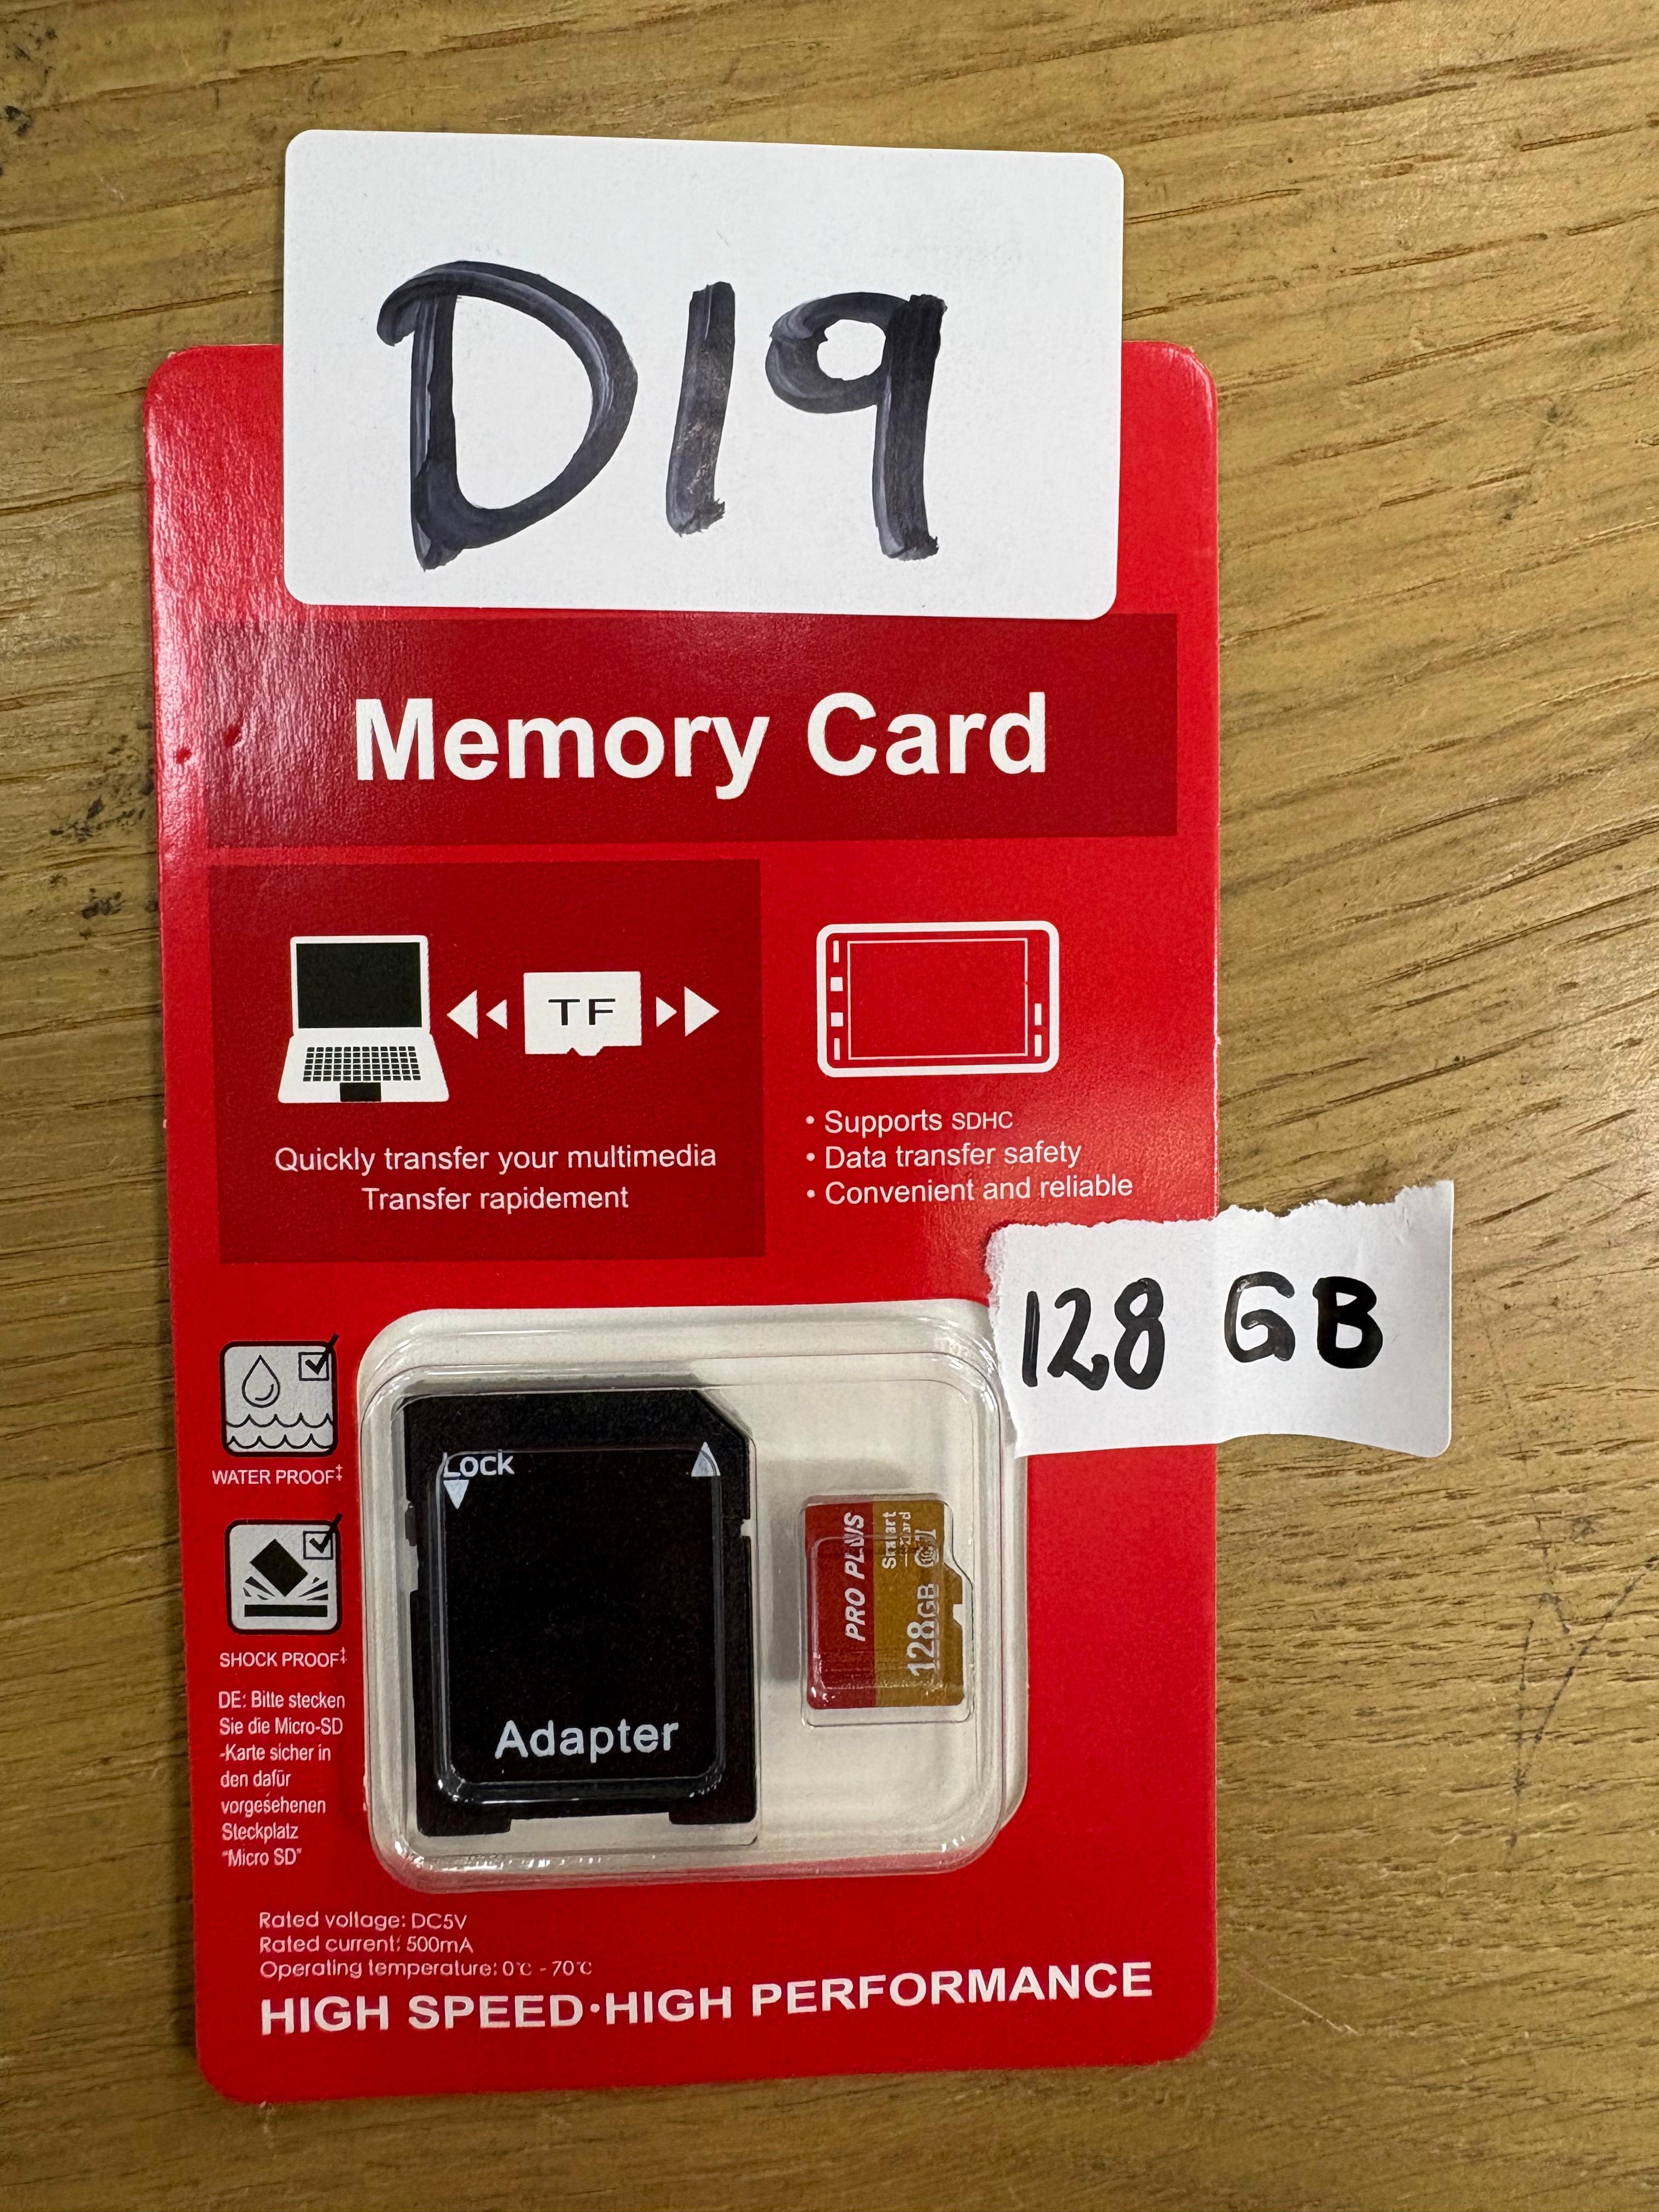 D19
Memory Card
TF
Quickly transfer your multimedia
Transfer rapidement
• Supports SDHC
• Data transfer safety
• Convenient and reliable
128 GB
WATER PROOF‡
SHOCK PROOF‡
DE: Bitte stecken
Sie die Micro-SD
-Karte sicher in
den dafür
vorgesehenen
Steckplatz
"Micro SD"
Lock
Adapter
PRO PLUS
128GB
Rated voltage: DC5V
Rated current: 500mA
Operating temperature: 0℃ - 70℃
HIGH SPEED·HIGH PERFORMANCE